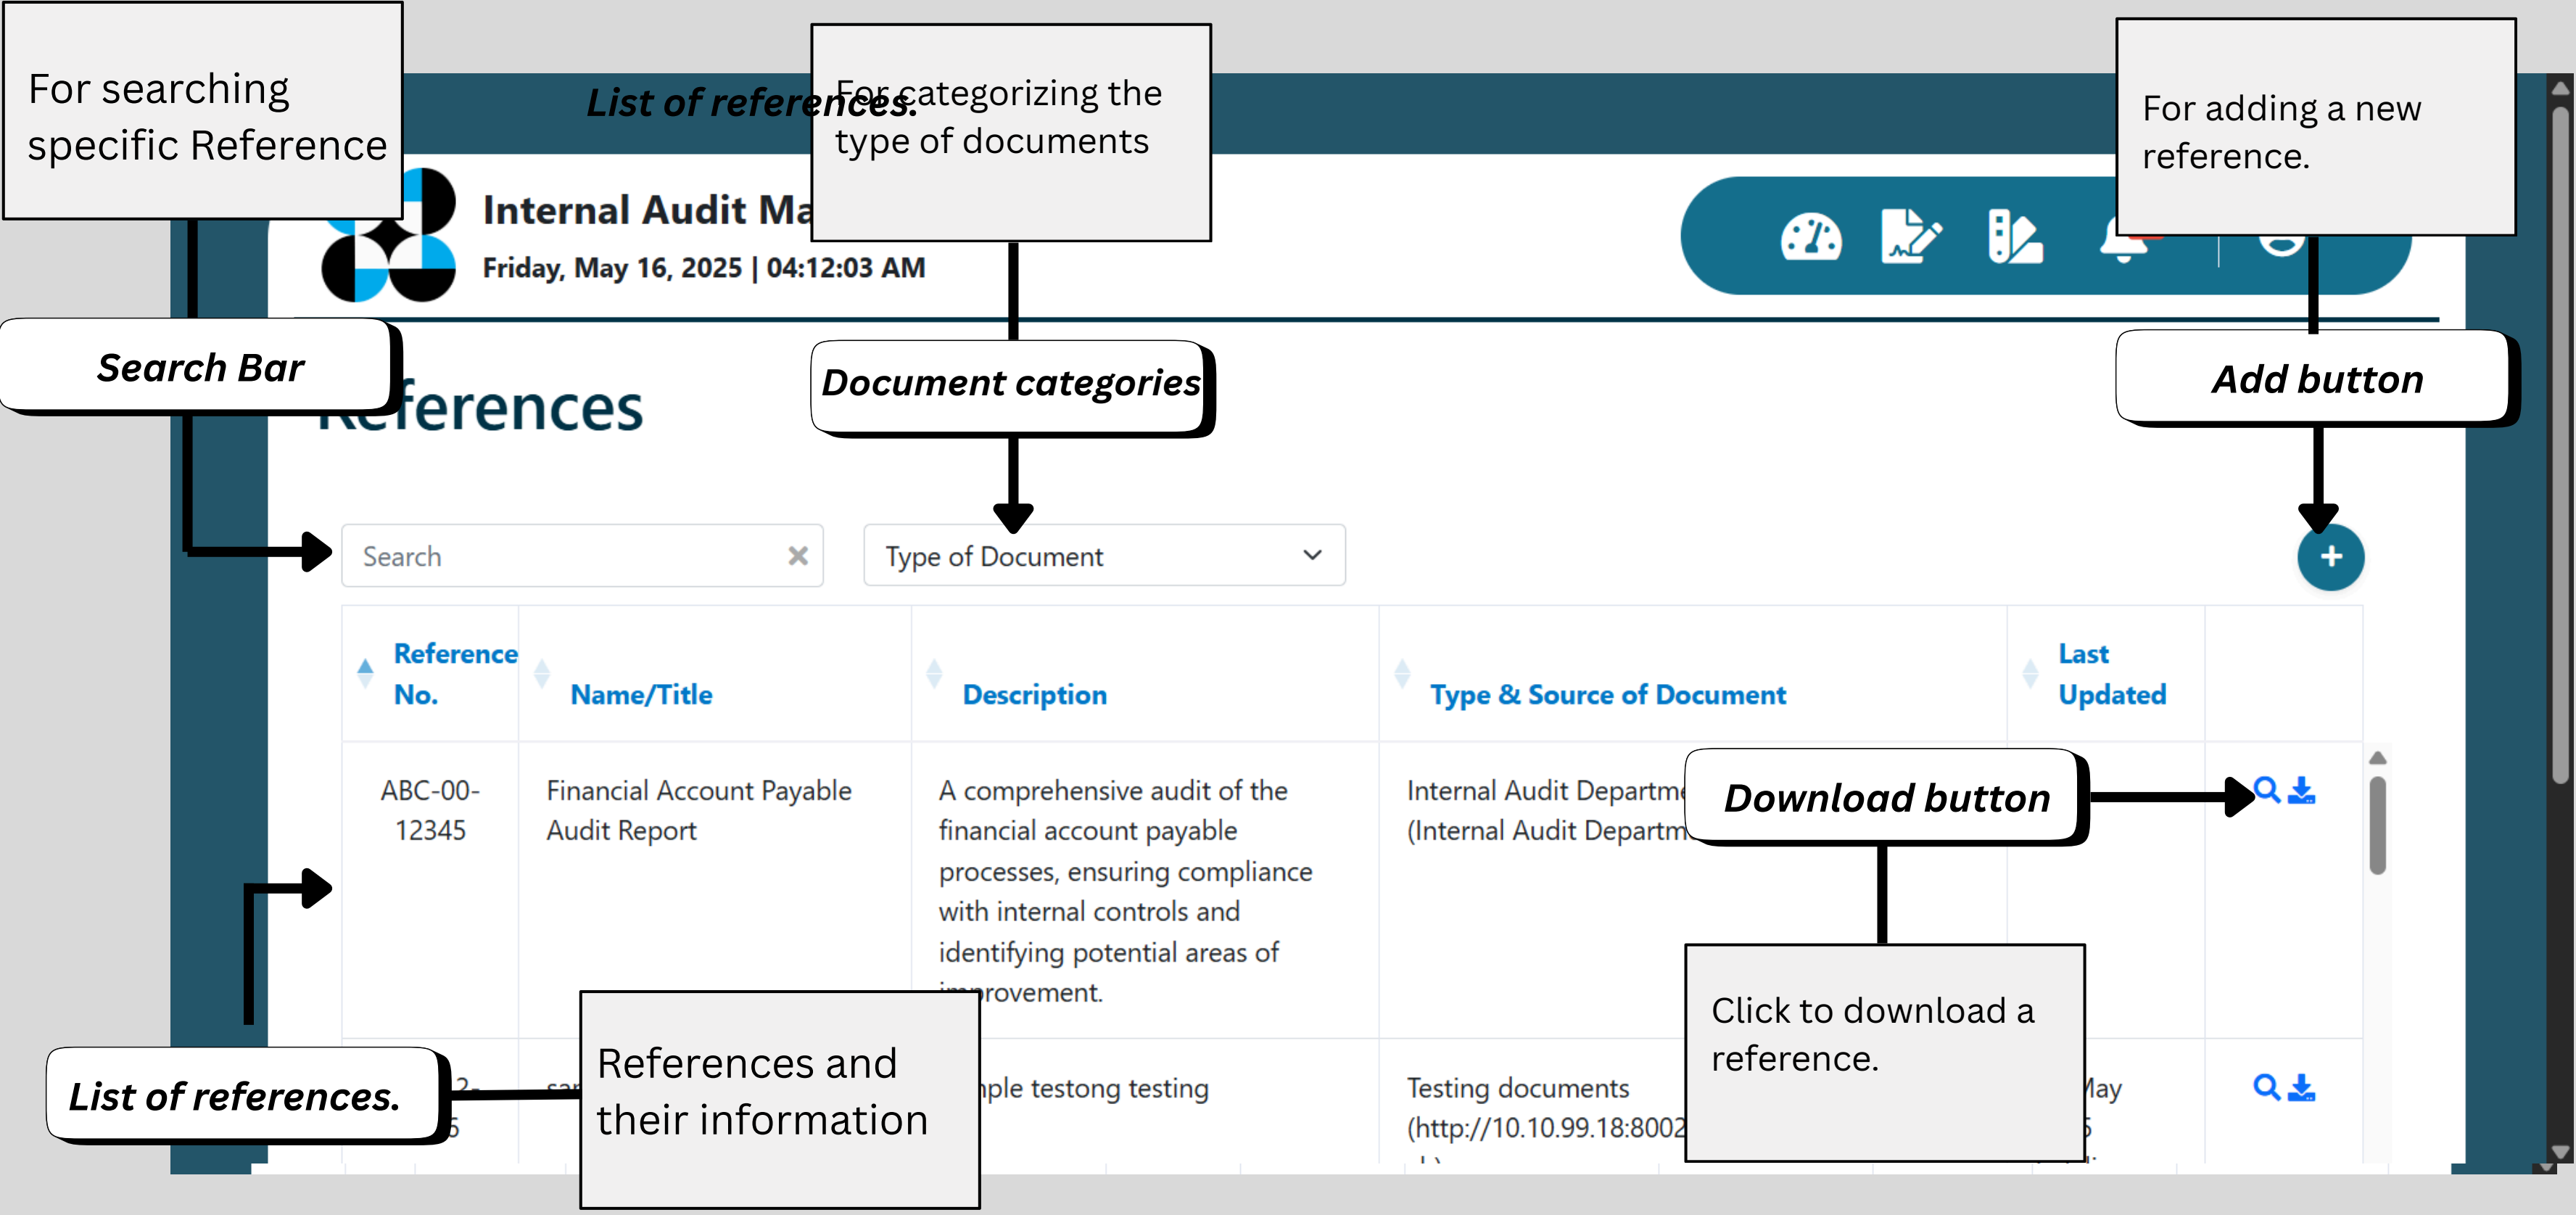 For searching
specific Reference
List of references.
For categorizing the
type of documents
For adding a new
reference.
Internal Audit
Friday, May 16, 2025 | 04:12:03 AM
Search Bar
Document categories
Add button
References
Search
Type of Document
Reference
No.
Name/Title
Description
Type & Source of Document
Last
Updated
ABC-00-
12345
Financial Account Payable
Audit Report
A comprehensive audit of the
financial account payable
processes, ensuring compliance
with internal controls and
identifying potential areas of
improvement.
Internal Audit
(Internal Audit
Download button
Click to download a
reference.
List of references.
References and
their information
testong testing
Testing documents
(http://10.10.99.18:8002
May